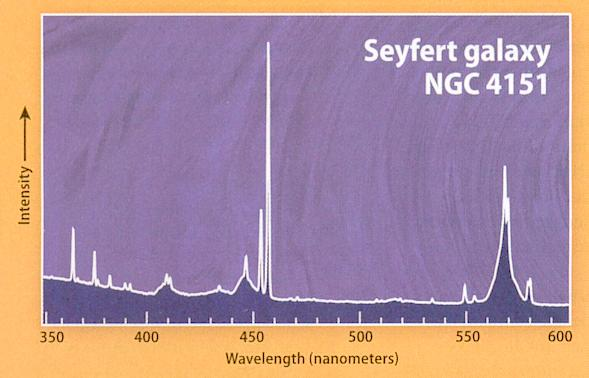 Seyfert galaxy
NGC 4151
Intensity
350 400 450 500 550 600
Wavelength (nanometers)